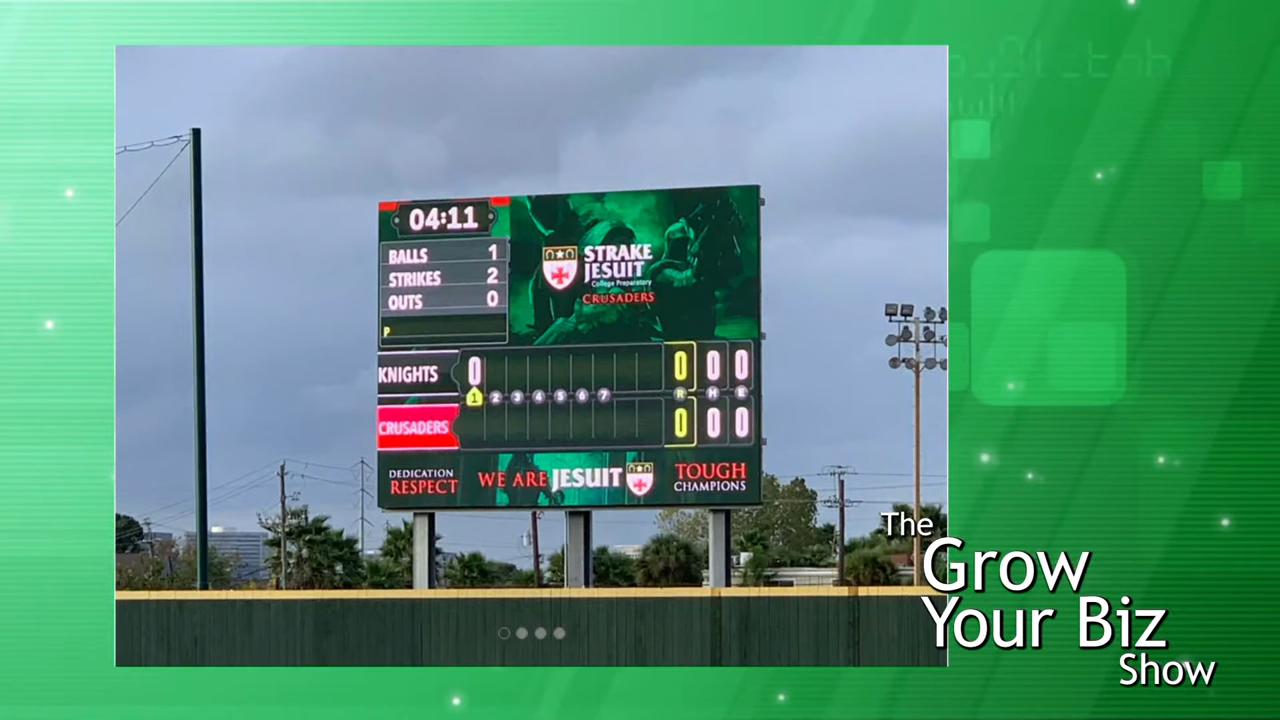 04:11
BALLS 1
STRIKES 2
OUTS 0
P
STRAKE
JESUIT
College Preparatory
CRUSADERS
KNIGHTS 0 0 0 0
1 2 3 4 5 6 7 R H E
CRUSADERS 0 0 0
DEDICATION
RESPECT
WE ARE JESUIT
TOUGH
CHAMPIONS
The
Grow
Your Biz
Show